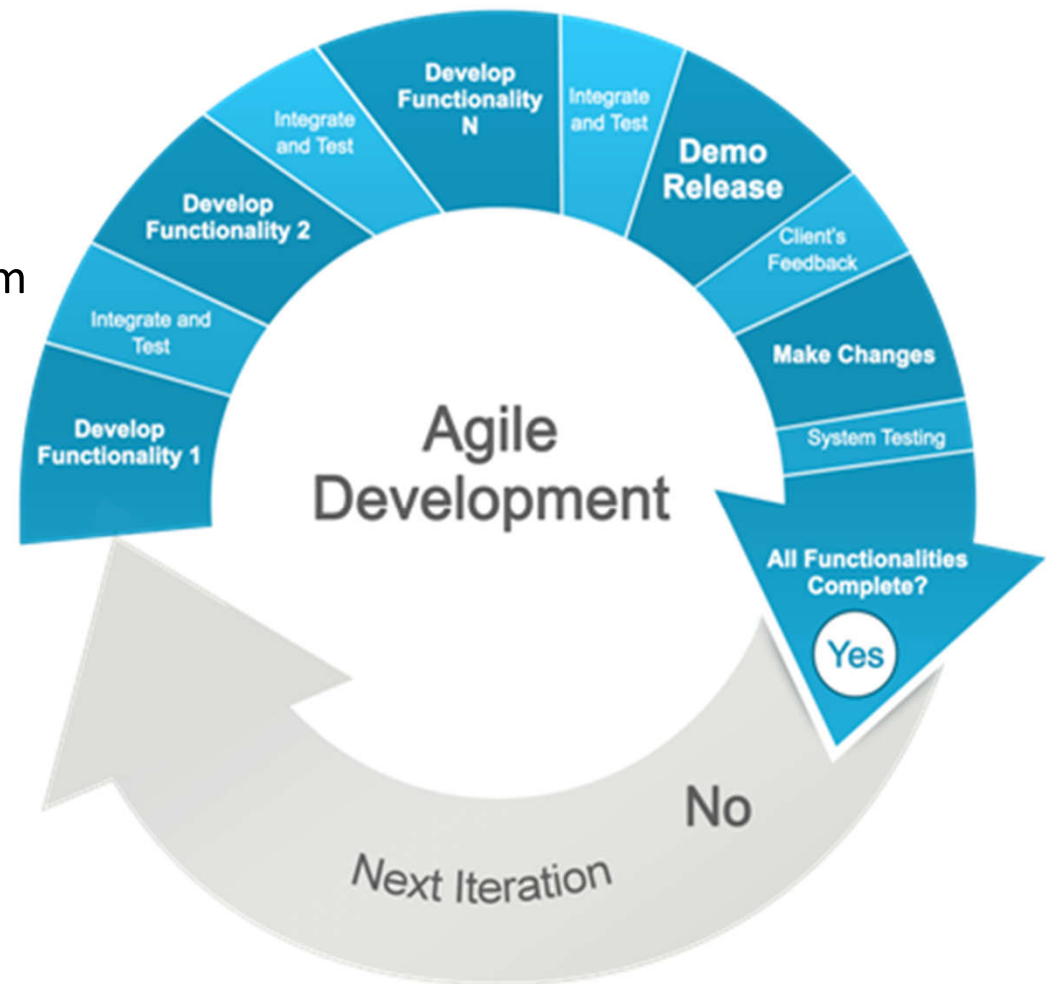 Develop
Functionality 1
Integrate and
Test
Develop
Functionality 2
Integrate
and Test
Develop
Functionality
N
Integrate
and Test
Demo
Release
Client's
Feedback
Make Changes
System Testing
All Functionalities
Complete?
Yes
No
Next Iteration
Agile
Development
m